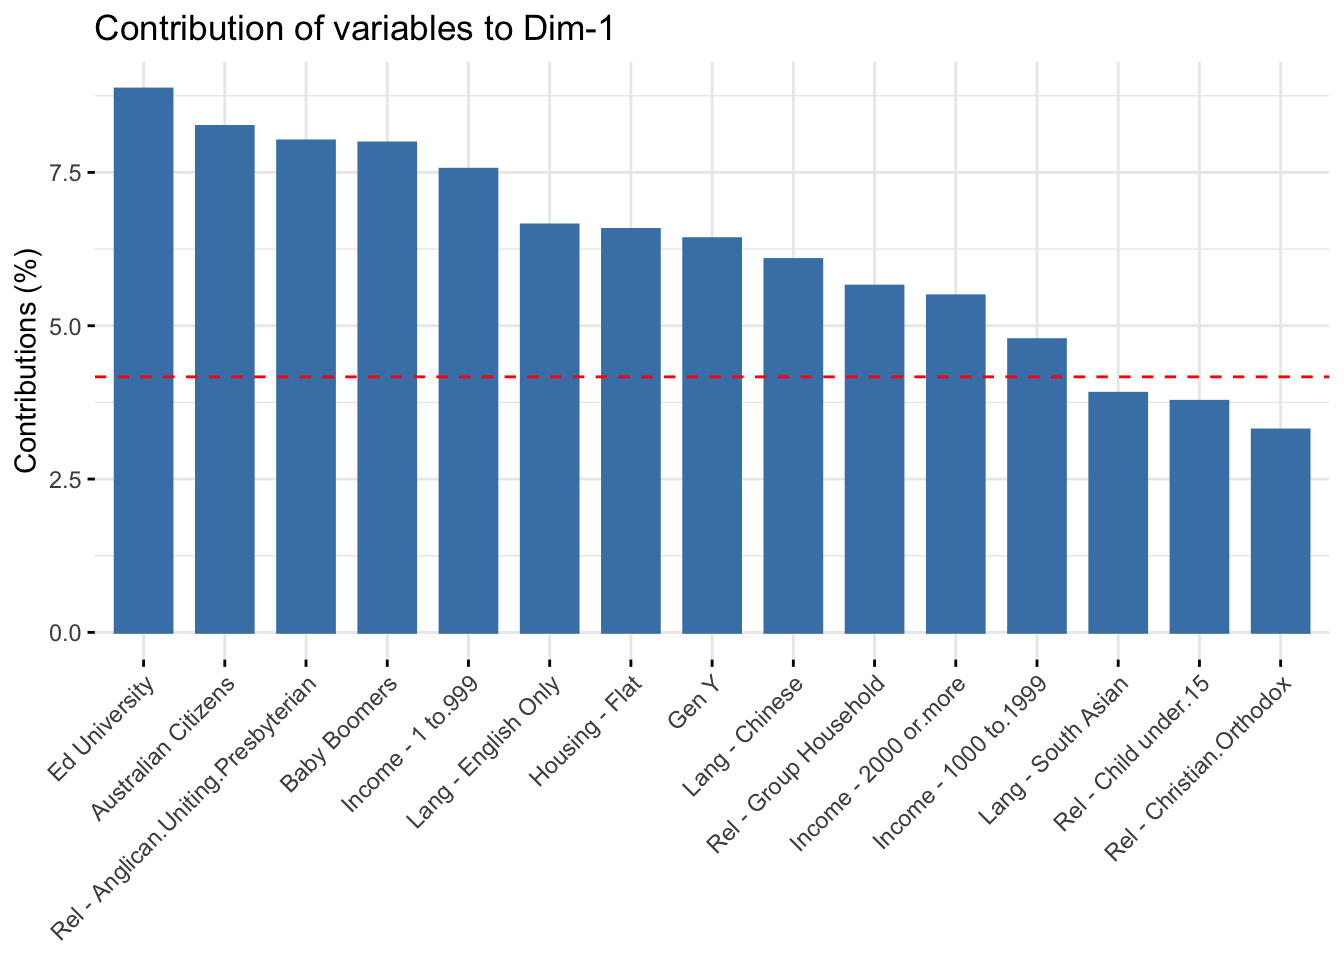 Contribution of variables to Dim-1
Contributions (%)
7.5
5.0
2.5
0.0
Ed University
Australian Citizens
Rel - Anglican.Uniting.Presbyterian
Baby Boomers
Income - 1 to.999
Lang - English Only
Housing - Flat
Gen Y
Lang - Chinese
Rel - Group Household
Income - 2000 or.more
Income - 1000 to.1999
Lang - South Asian
Rel - Child under.15
Rel - Christian.Orthodox